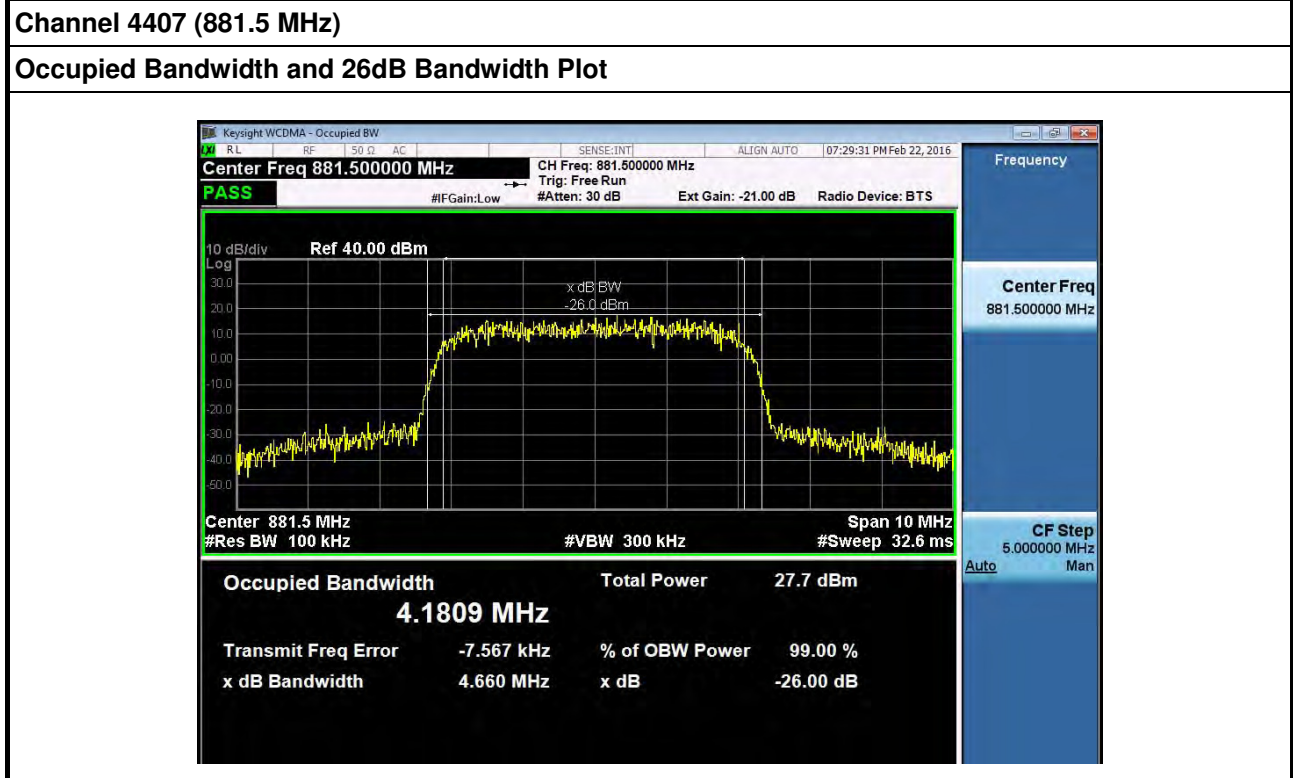 Channel 4407 (881.5 MHz)
Occupied Bandwidth and 26dB Bandwidth Plot
Keysight WCDMA - Occupied BW
LXI RL RF 50 Ω AC SENSE:INT ALIGN AUTO 07:29:31 PM Feb 22, 2016
Center Freq 881.500000 MHz
CH Freq: 881.500000 MHz
Trig: Free Run
PASS
#IFGain:Low #Atten: 30 dB Ext Gain: -21.00 dB Radio Device: BTS
10 dB/div Ref 40.00 dBm
Log
30.0
20.0
10.0
0.00
-10.0
-20.0
-30.0
-40.0
-50.0
x dB BW
-26.0 dBm
Center 881.5 MHz Span 10 MHz
#Res BW 100 kHz #VBW 300 kHz #Sweep 32.6 ms
Occupied Bandwidth Total Power 27.7 dBm
4.1809 MHz
Transmit Freq Error -7.567 kHz % of OBW Power 99.00 %
x dB Bandwidth 4.660 MHz x dB -26.00 dB
Frequency
Center Freq
881.500000 MHz
CF Step
5.000000 MHz
Auto Man